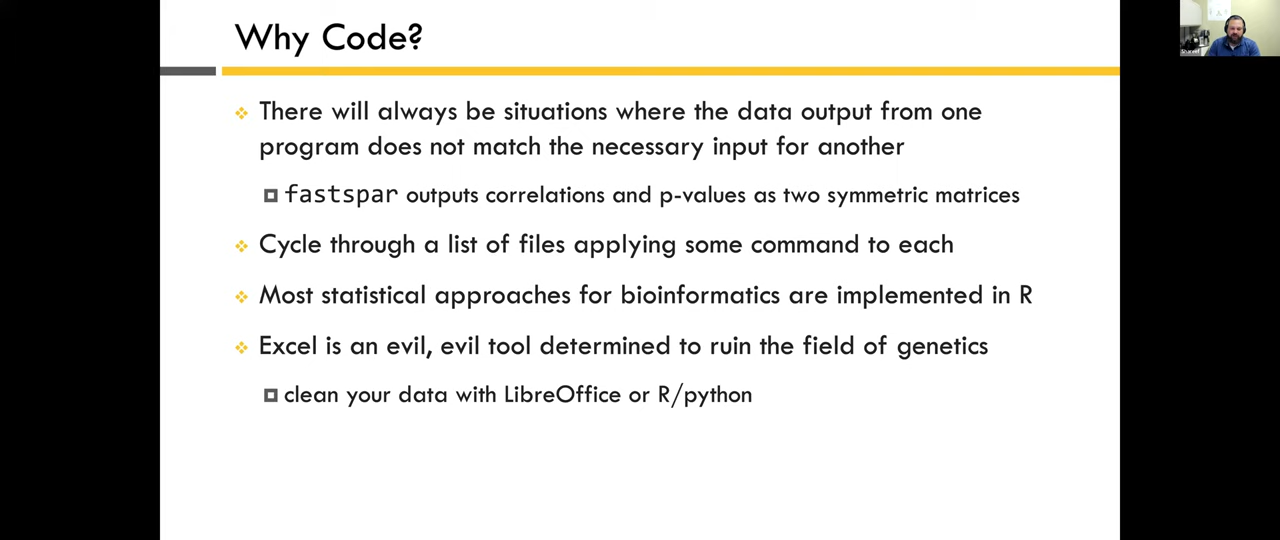 Why Code?
There will always be situations where the data output from one
program does not match the necessary input for another
fastspar outputs correlations and p-values as two symmetric matrices
Cycle through a list of files applying some command to each
Most statistical approaches for bioinformatics are implemented in R
Excel is an evil, evil tool determined to ruin the field of genetics
clean your data with LibreOffice or R/python